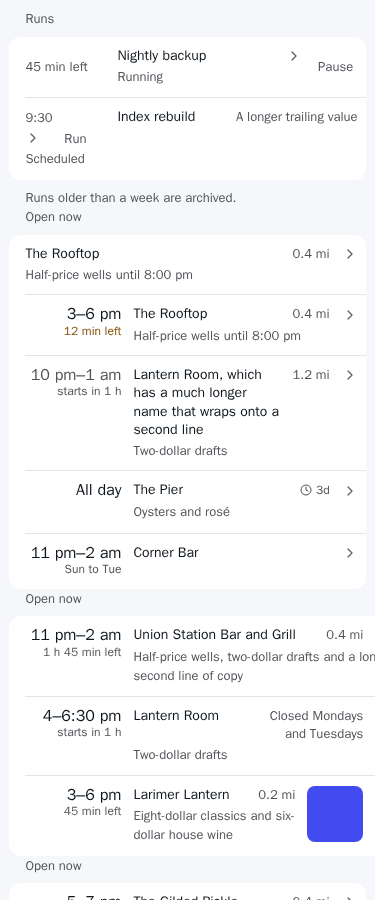 Runs
45 min left
Nightly backup
Running
Pause
9:30
Run
Scheduled
Index rebuild
A longer trailing value
Runs older than a week are archived.
Open now
The Rooftop
0.4 mi
Half-price wells until 8:00 pm
3–6 pm
12 min left
The Rooftop
0.4 mi
Half-price wells until 8:00 pm
10 pm–1 am
starts in 1 h
Lantern Room, which
has a much longer
name that wraps onto a
second line
1.2 mi
Two-dollar drafts
All day
The Pier
3d
Oysters and rosé
11 pm–2 am
Sun to Tue
Corner Bar
Open now
11 pm–2 am
1 h 45 min left
Union Station Bar and Grill
0.4 mi
Half-price wells, two-dollar drafts and a lon
second line of copy
4–6:30 pm
starts in 1 h
Lantern Room
Closed Mondays
and Tuesdays
Two-dollar drafts
3–6 pm
45 min left
Larimer Lantern
0.2 mi
Eight-dollar classics and six-
dollar house wine
Open now